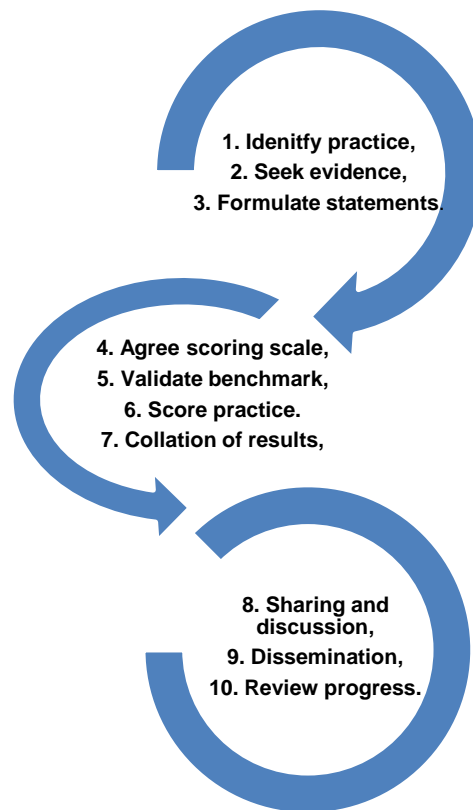 1. Idenitfy practice,
2. Seek evidence,
3. Formulate statements.
4. Agree scoring scale,
5. Validate benchmark,
6. Score practice.
7. Collation of results,
8. Sharing and
discussion,
9. Dissemination,
10. Review progress.